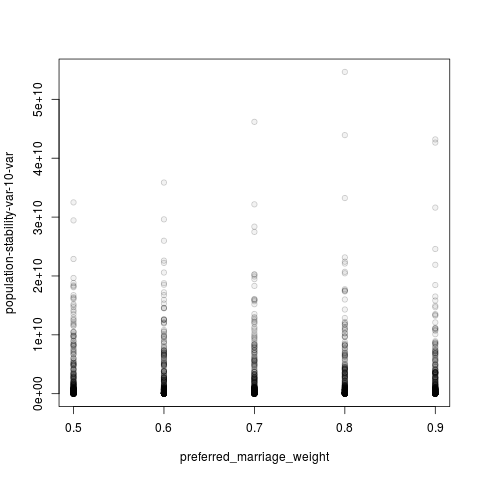 population-stability-var-10-var
5e+10
4e+10
3e+10
2e+10
1e+10
0e+00
0.5 0.6 0.7 0.8 0.9
preferred_marriage_weight